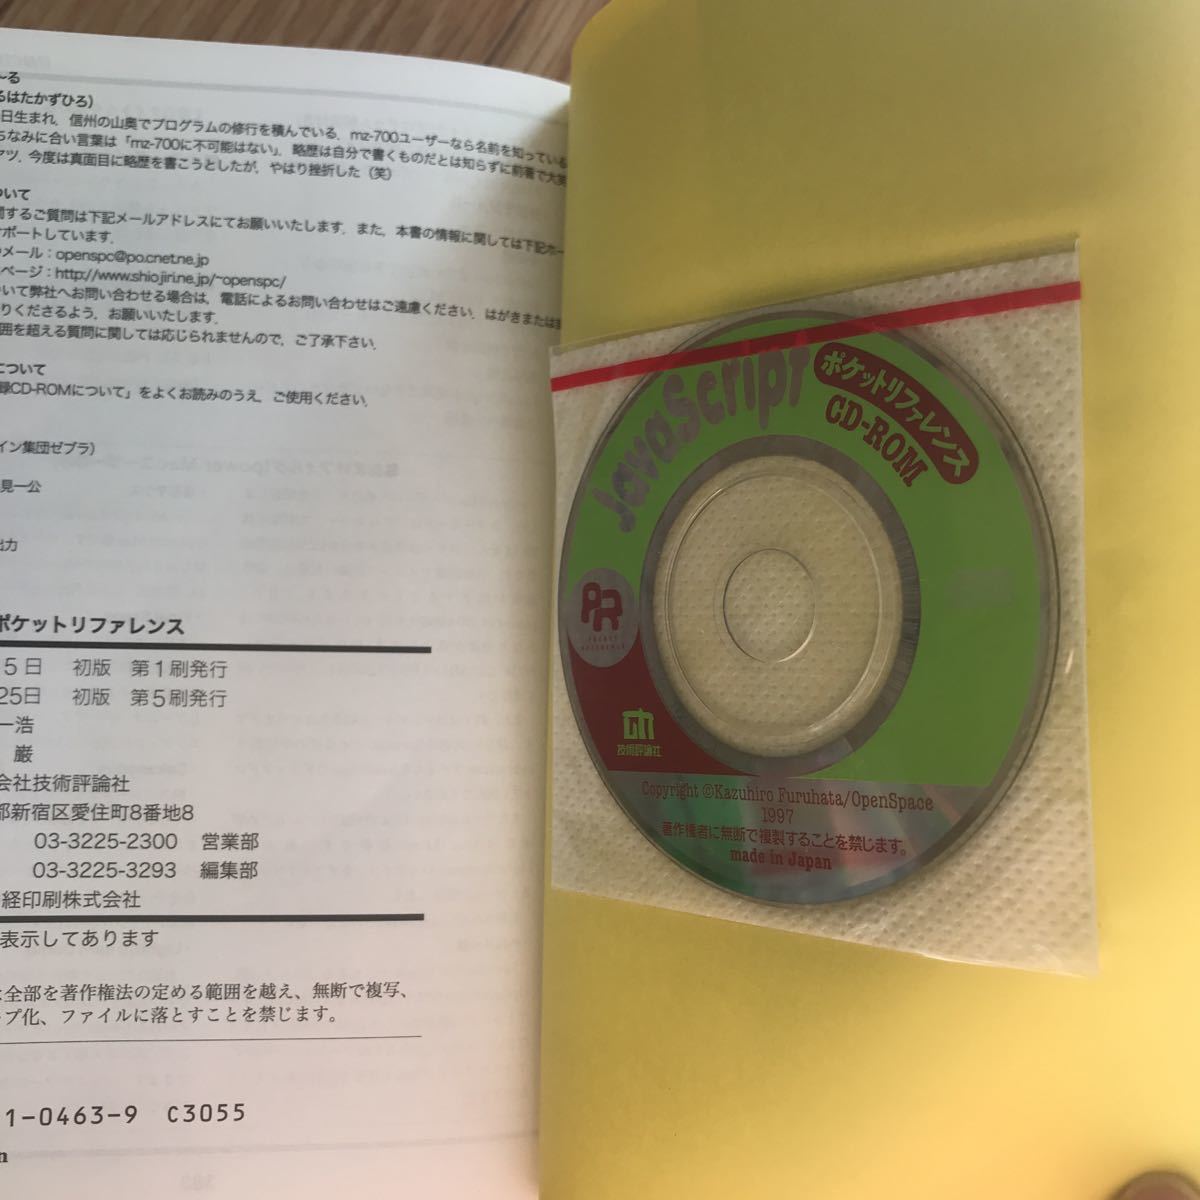 〜る
るはたかずひろ)
日生まれ．信州の山奥でプログラムの修行を積んでいる．mz-700ユーザーなら名前を知っている
ちなみに合い言葉は「mz-700に不可能はない」．略歴は自分で書くものだとは知らずに前著で大笑
ヤツ．今度は真面目に略歴を書こうとしたが，やはり挫折した（笑）
ついて
関するご質問は下記メールアドレスにてお願いいたします．また，本書の情報に関しては下記ホー
サポートしています．
メール：openspc@po.cnet.ne.jp
ページ：http://www.shiojiri.ne.jp/~openspc/
いて弊社へお問い合わせる場合は，電話によるお問い合わせはご遠慮ください．はがきまたは
りくださるよう，お願いいたします．
囲を超える質問に関しては応じられませんので，ご了承下さい．
について
録CD-ROMについて」をよくお読みのうえ，ご使用ください．
イン集団ゼブラ）
見一公
出力
ポケットリファレンス
5日 初版 第1刷発行
25日 初版 第5刷発行
一浩
巌
会社技術評論社
都新宿区愛住町8番地8
03-3225-2300 営業部
03-3225-3293 編集部
経印刷株式会社
表示してあります
全部を著作権法の定める範囲を越え、無断で複写、
プ化、ファイルに落とすことを禁じます。
1-0463-9 C3055
n
JavaScript
ポケットリファレンス
CD-ROM
PR
POCKET
REFERENCE
技術評論社
Copyright ©Kazuhiro Furuhata/OpenSpace
1997
著作権者に無断で複製することを禁じます。
made in Japan